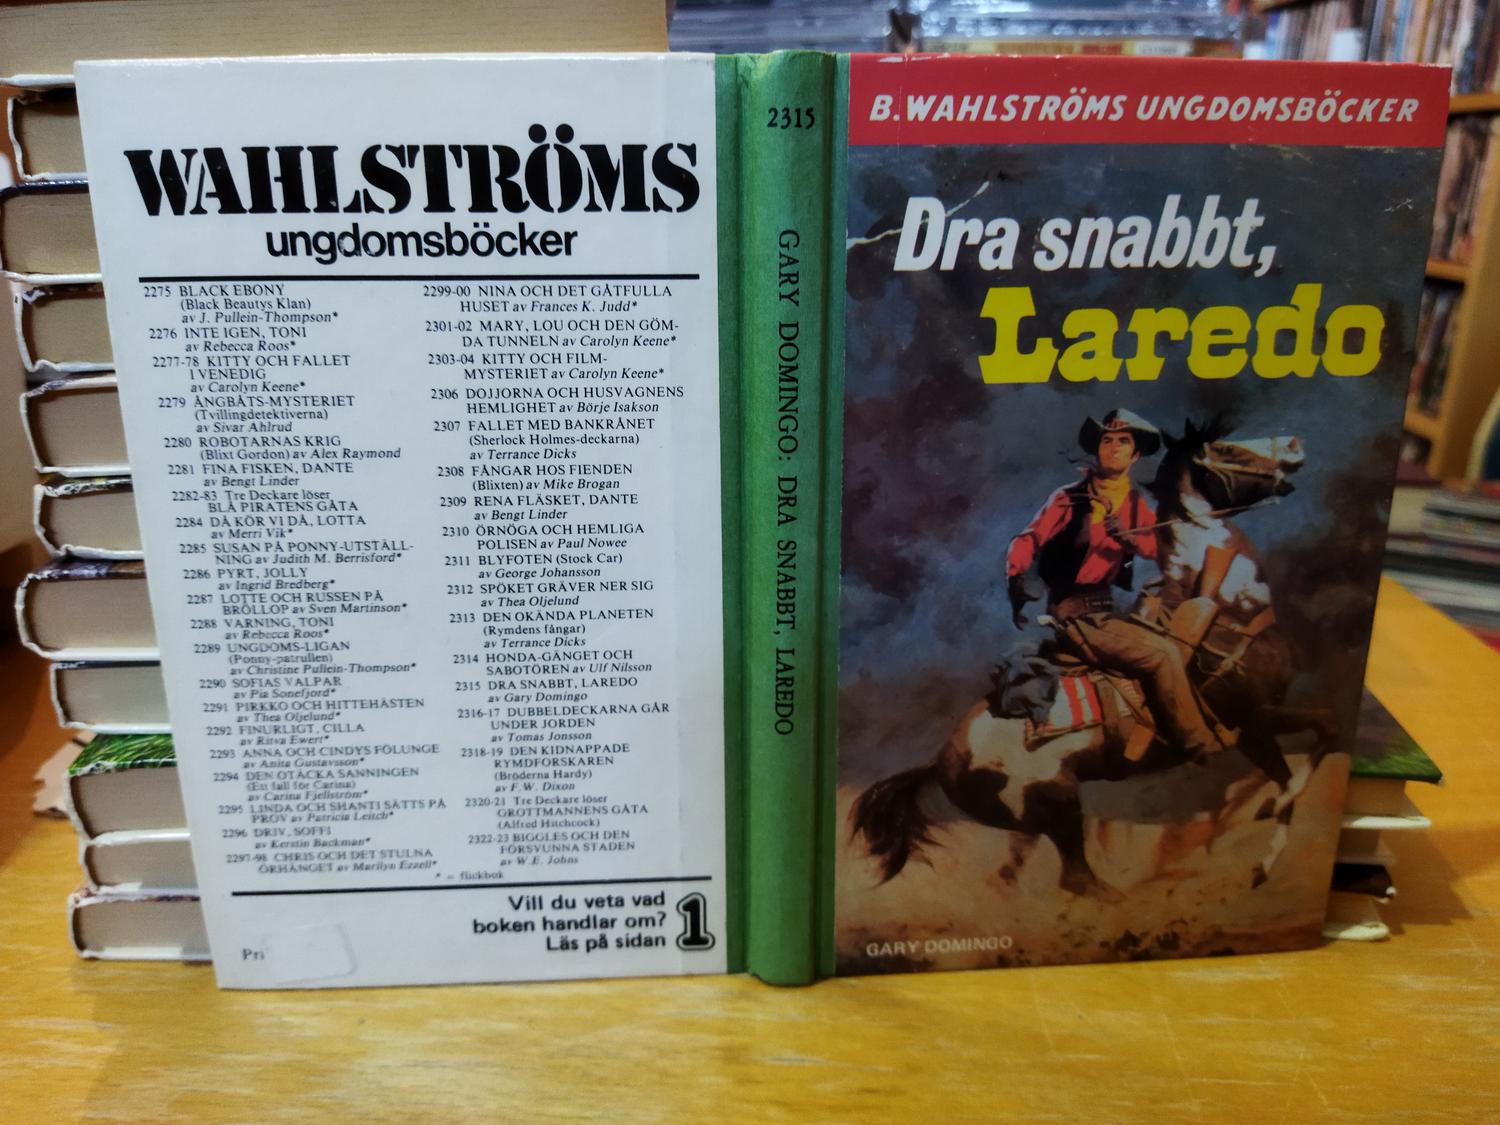 WAHLSTRÖMS
ungdomsböcker
2275 BLACK EBONY
(Black Beautys Klan)
av J. Pullein-Thompson*
2276 INTE IGEN, TONI
av Rebecca Roos*
2277-78 KITTY OCH FALLET
I VENEDIG
av Carolyn Keene*
2279 ÅNGBÅTS-MYSTERIET
(Tvillingdetektiverna)
av Sivar Ahlrud
2280 ROBOTARNAS KRIG
(Blixt Gordon) av Alex Raymond
2281 FINA FISKEN, DANTE
av Bengt Linder
2282-83 Tre Deckare löser
BLÅ PIRATENS GÅTA
2284 DÅ KÖR VI DÅ, LOTTA
av Merri Vik*
2285 SUSAN PÅ PONNY-UTSTÄLL-
NING av Judith M. Berrisford*
2286 PYRT, JOLLY
av Ingrid Bredberg*
2287 LOTTE OCH RUSSEN PÅ
BRÖLLOP av Sven Martinson*
2288 VARNING, TONI
av Rebecca Roos*
2289 UNGDOMS-LIGAN
(Ponny-patrullen)
av Christine Pullein-Thompson*
2290 SOFIAS VALPAR
av Pia Sonefjord*
2291 PIRKKO OCH HITTEHÄSTEN
av Thea Oljelund*
2292 FINURLIGT, CILLA
av Ritva Ewert*
2293 ANNA OCH CINDYS FÖLUNGE
av Anita Gustavsson*
2294 DEN OTÄCKA SANNINGEN
(Ett fall för Carina)
av Carina Fjellström*
2295 LINDA OCH SHANTI SÄTTS PÅ
PROV av Patricia Leitch*
2296 DRIV, SOFFI
av Kerstin Backman*
2297-98 CHRIS OCH DET STULNA
ÖRHÄNGET av Marilyn Ezzell*
2299-00 NINA OCH DET GÅTFULLA
HUSET av Frances K. Judd*
2301-02 MARY, LOU OCH DEN GÖM-
DA TUNNELN av Carolyn Keene*
2303-04 KITTY OCH FILM-
MYSTERIET av Carolyn Keene*
2306 DOJJORNA OCH HUSVAGNENS
HEMLIGHET av Börje Isakson
2307 FALLET MED BANKRÅNET
(Sherlock Holmes-deckarna)
av Terrance Dicks
2308 FÅNGAR HOS FIENDEN
(Blixten) av Mike Brogan
2309 RENA FLÄSKET, DANTE
av Bengt Linder
2310 ÖRNÖGA OCH HEMLIGA
POLISEN av Paul Nowee
2311 BLYFOTEN (Stock Car)
av George Johansson
2312 SPÖKET GRÄVER NER SIG
av Thea Oljelund
2313 DEN OKÄNDA PLANETEN
(Rymdens fångar)
av Terrance Dicks
2314 HONDA-GÄNGET OCH
SABOTÖREN av Ulf Nilsson
2315 DRA SNABBT, LAREDO
av Gary Domingo
2316-17 DUBBELDECKARNA GÅR
UNDER JORDEN
av Tomas Jonsson
2318-19 DEN KIDNAPPADE
RYMDFORSKAREN
(Bröderna Hardy)
av F.W. Dixon
2320-21 Tre Deckare löser
GROTTMANNENS GÅTA
(Alfred Hitchcock)
2322-23 BIGGLES OCH DEN
FÖRSVUNNA STADEN
av W.E. Johns
* = flickbok
Vill du veta vad
boken handlar om?
Läs på sidan 1
Pri
2315
GARY DOMINGO: DRA SNABBT, LAREDO
B. WAHLSTRÖMS UNGDOMSBÖCKER
Dra snabbt,
Laredo
GARY DOMINGO